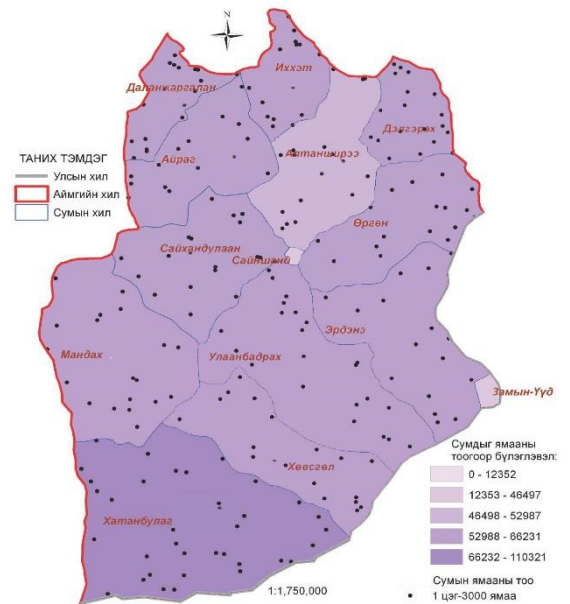 N
Иххэт
Даланжаргалан
Дэлгэрэх
Алтанширээ
Айраг
ТАНИХ ТЭМДЭГ
Улсын хил
Аймгийн хил
Сумын хил
Өргөн
Сайхандулаан
Сайншанд
Эрдэнэ
Мандах
Улаанбадрах
Замын-Үүд
Хөвсгөл
Хатанбулаг
Сумдыг ямааны
тоогоор бүлэглэвэл:
0 - 12352
12353 - 46497
46498 - 52987
52988 - 66231
66232 - 110321
Сумын ямааны тоо
1 цэг-3000 ямаа
1:1,750,000